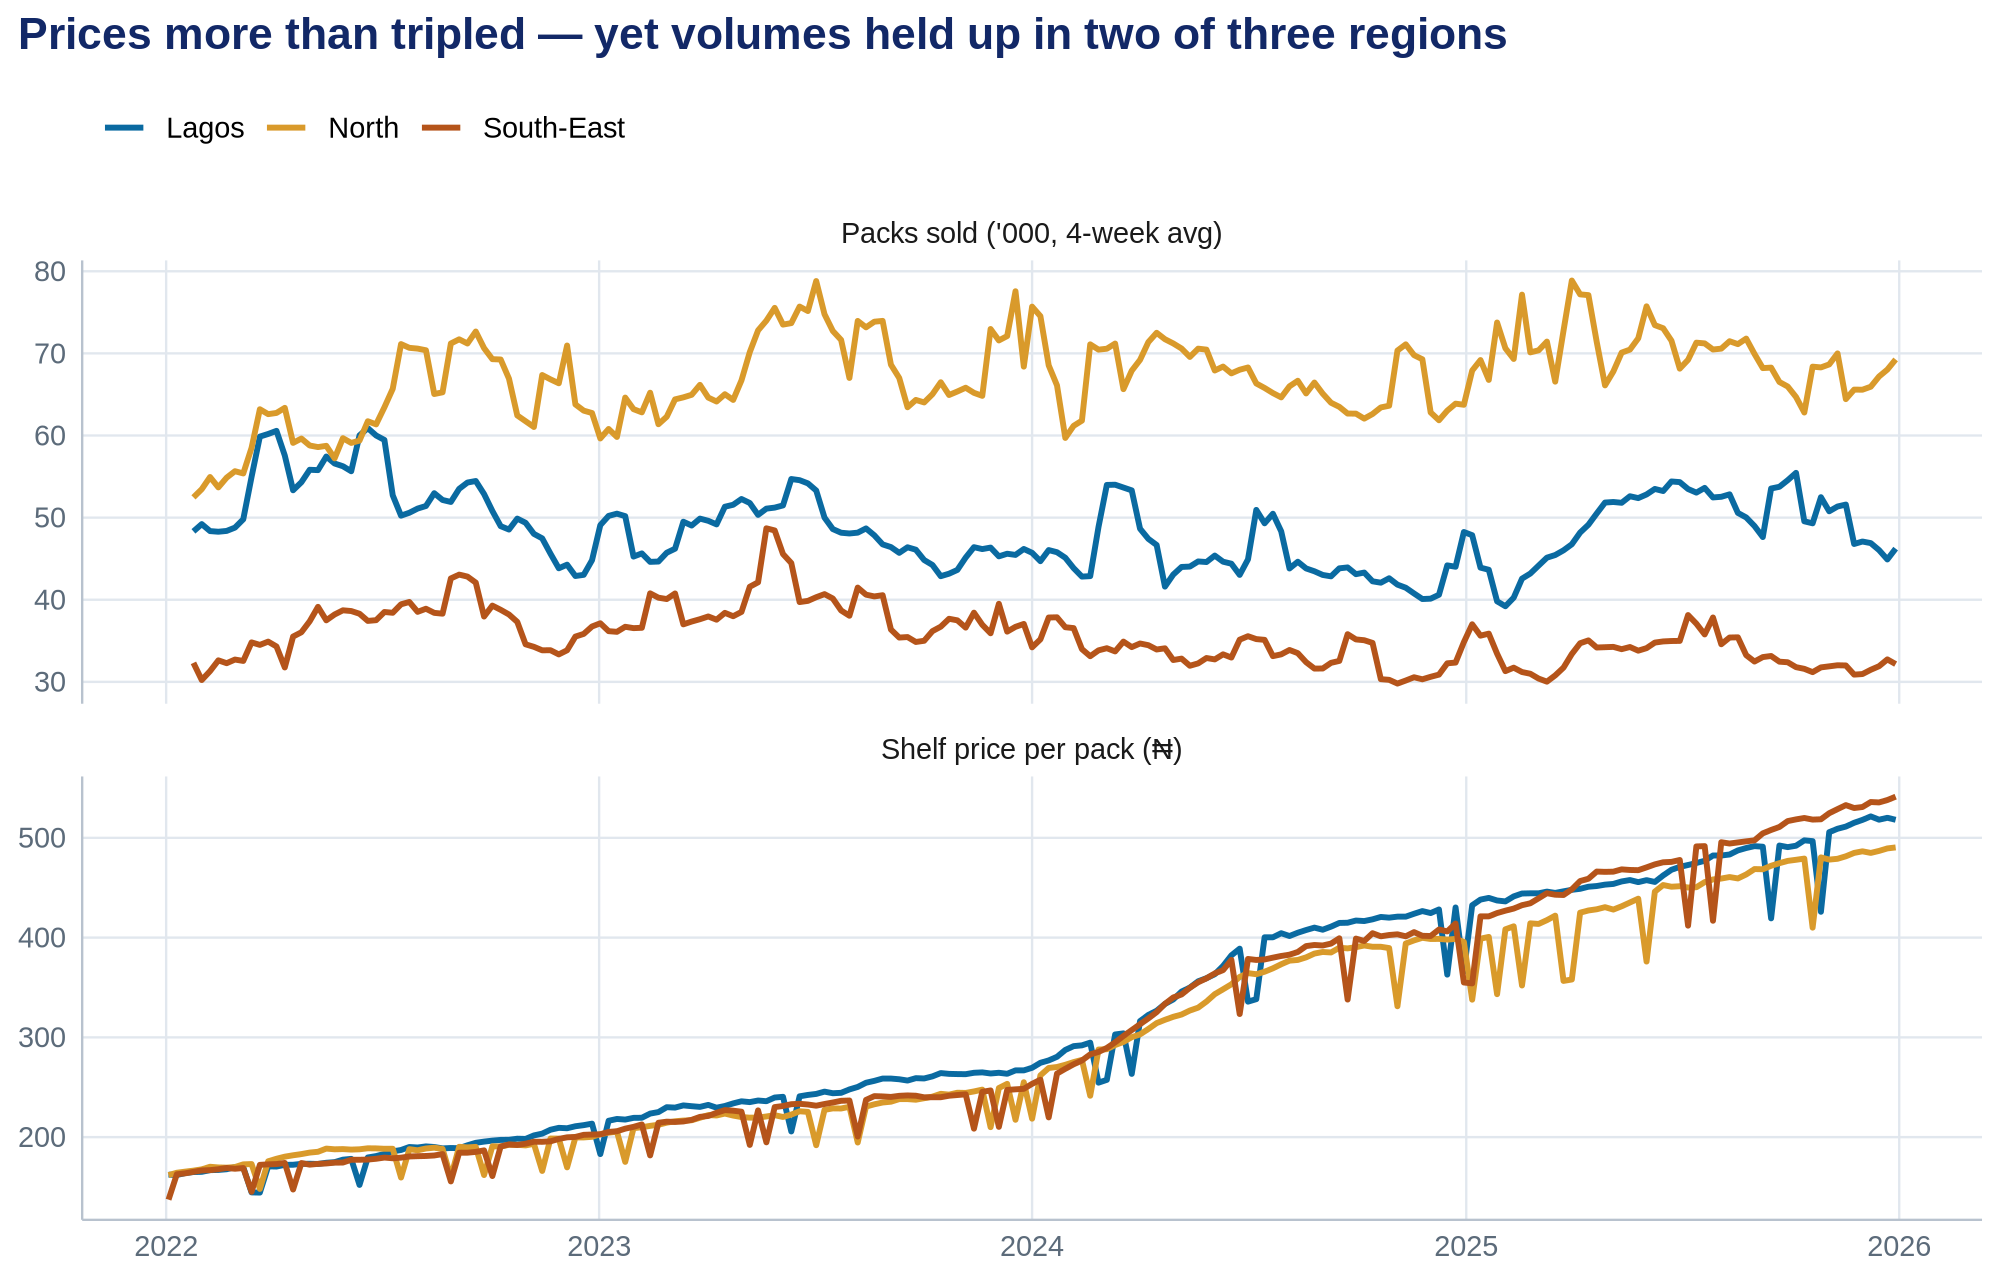 Prices more than tripled — yet volumes held up in two of three regions
Lagos North South-East
Packs sold ('000, 4-week avg)
80
70
60
50
40
30
Shelf price per pack (₦)
500
400
300
200
2022 2023 2024 2025 2026